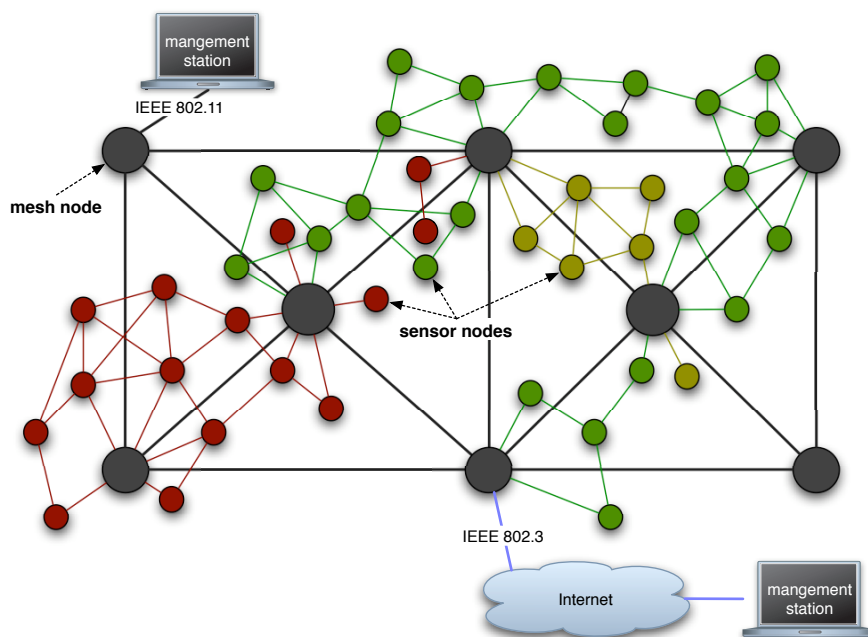 mangement
station
IEEE 802.11
mesh node
sensor nodes
IEEE 802.3
Internet
mangement
station